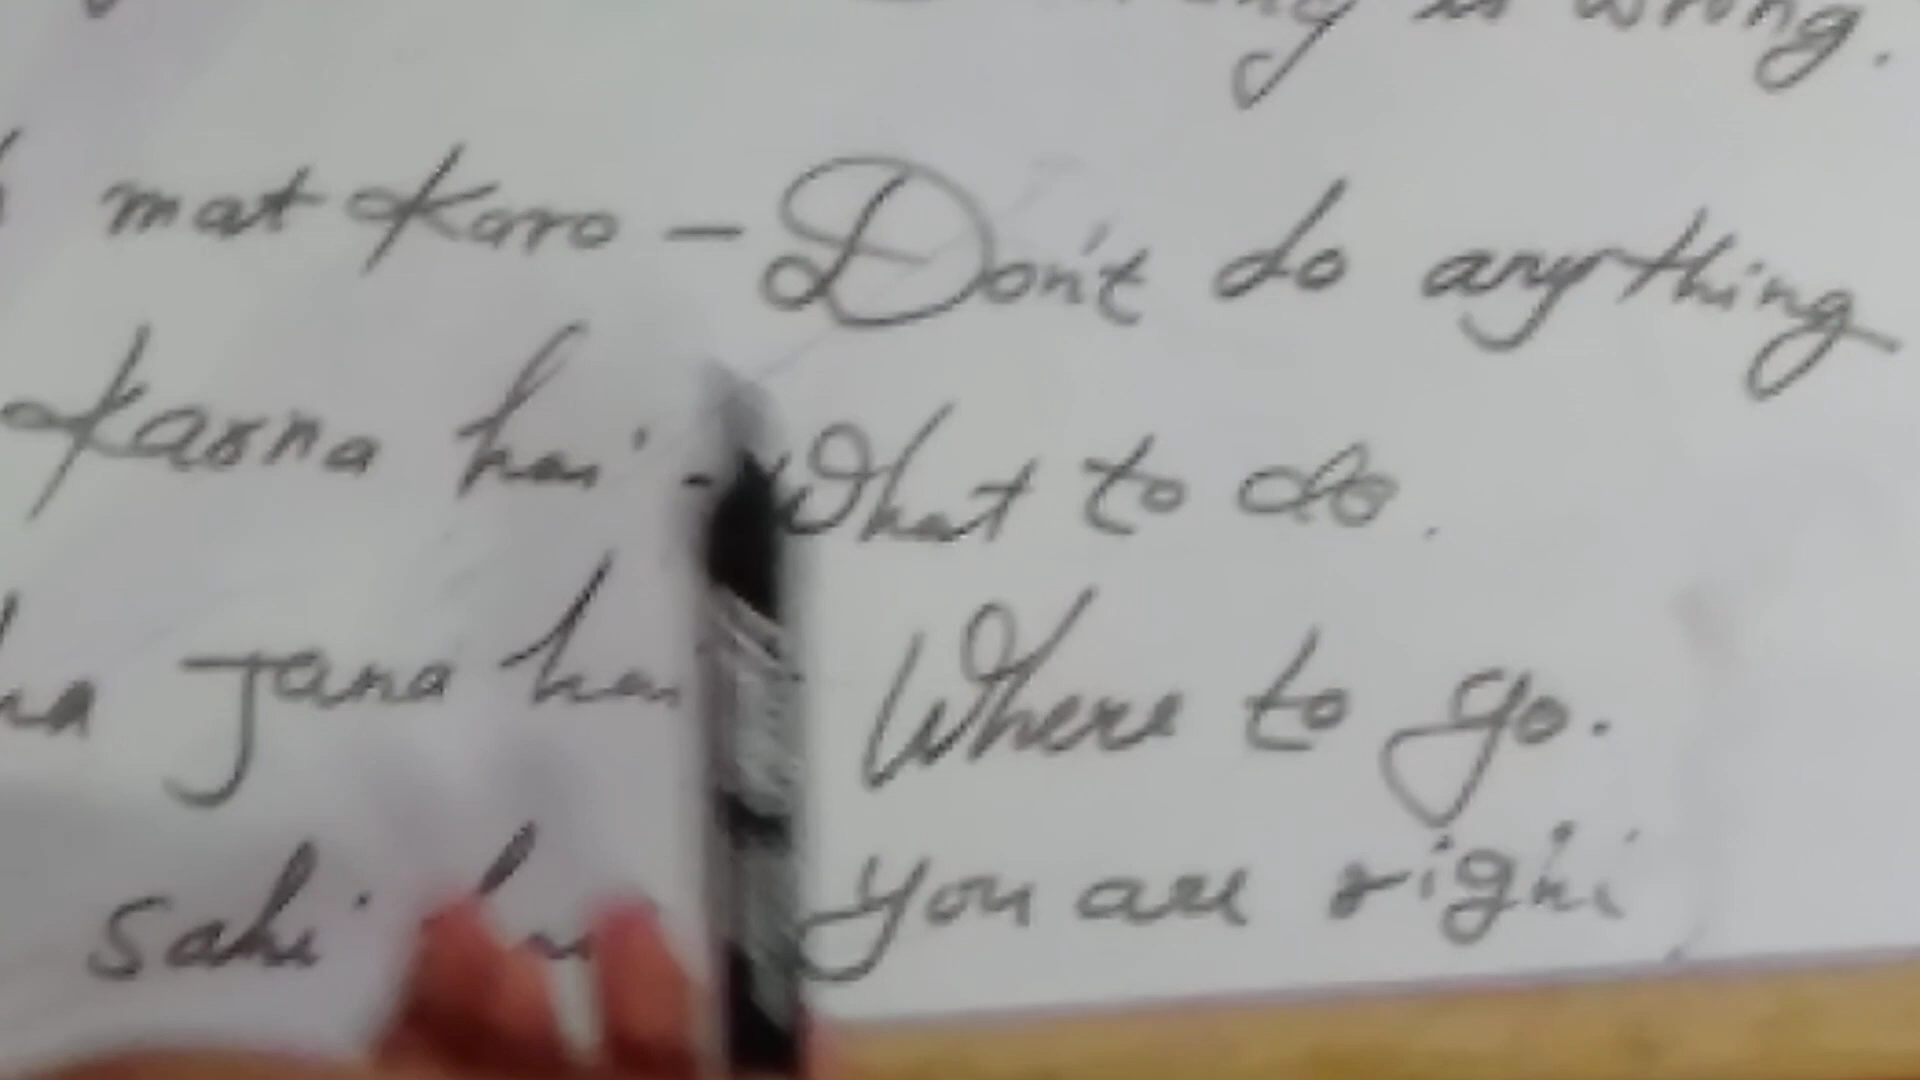 is wrong.
mat Karo - Don't do anything
Karna hai - What to do.
Jana hai Where to go.
Sahi You are right